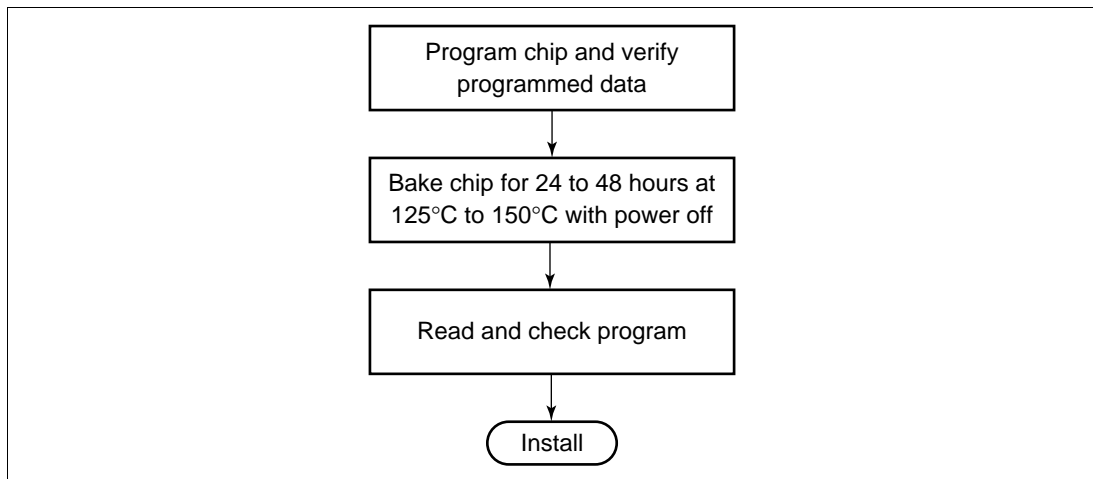 Program chip and verify
programmed data
Bake chip for 24 to 48 hours at
125°C to 150°C with power off
Read and check program
Install